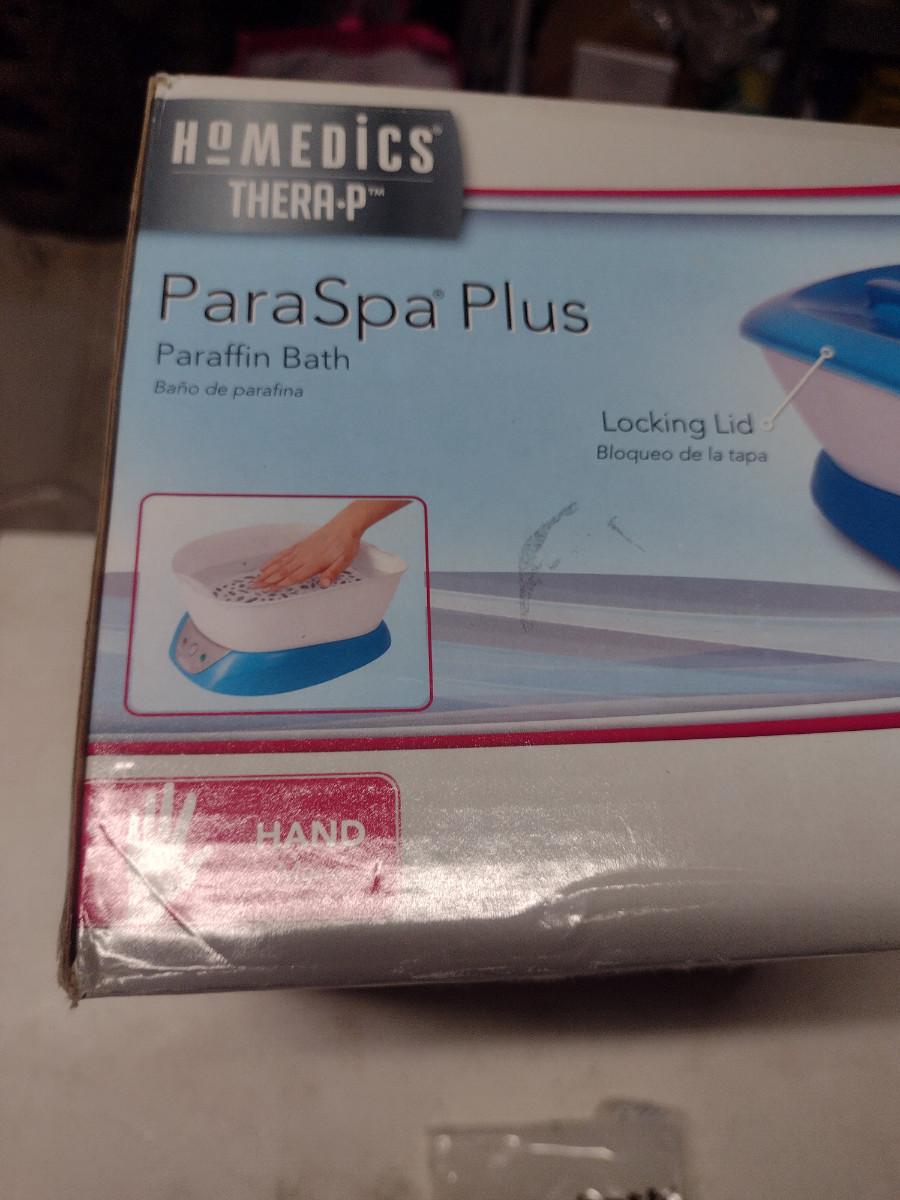 HOMEDICS®
THERA-P™
ParaSpa® Plus
Paraffin Bath
Baño de parafina
Locking Lid
Bloqueo de la tapa
HAND